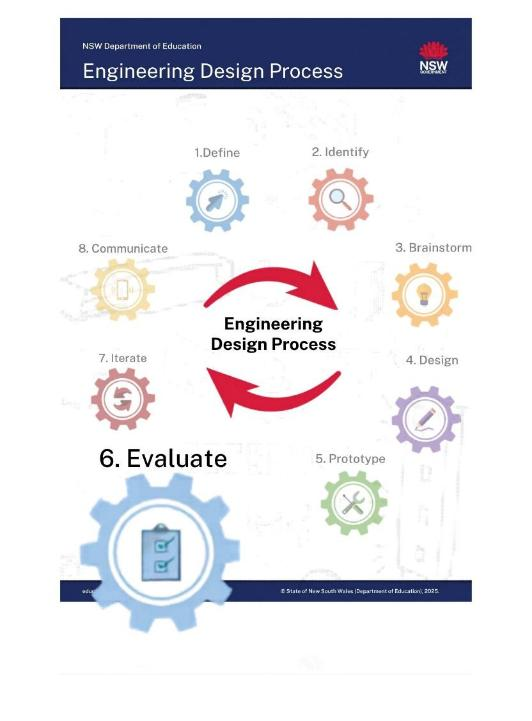 NSW Department of Education
Engineering Design Process
NSW
GOVERNMENT
1.Define
2. Identify
8. Communicate
3. Brainstorm
Engineering
Design Process
7. Iterate
4. Design
6. Evaluate
5. Prototype
© State of New South Wales (Department of Education), 2025.